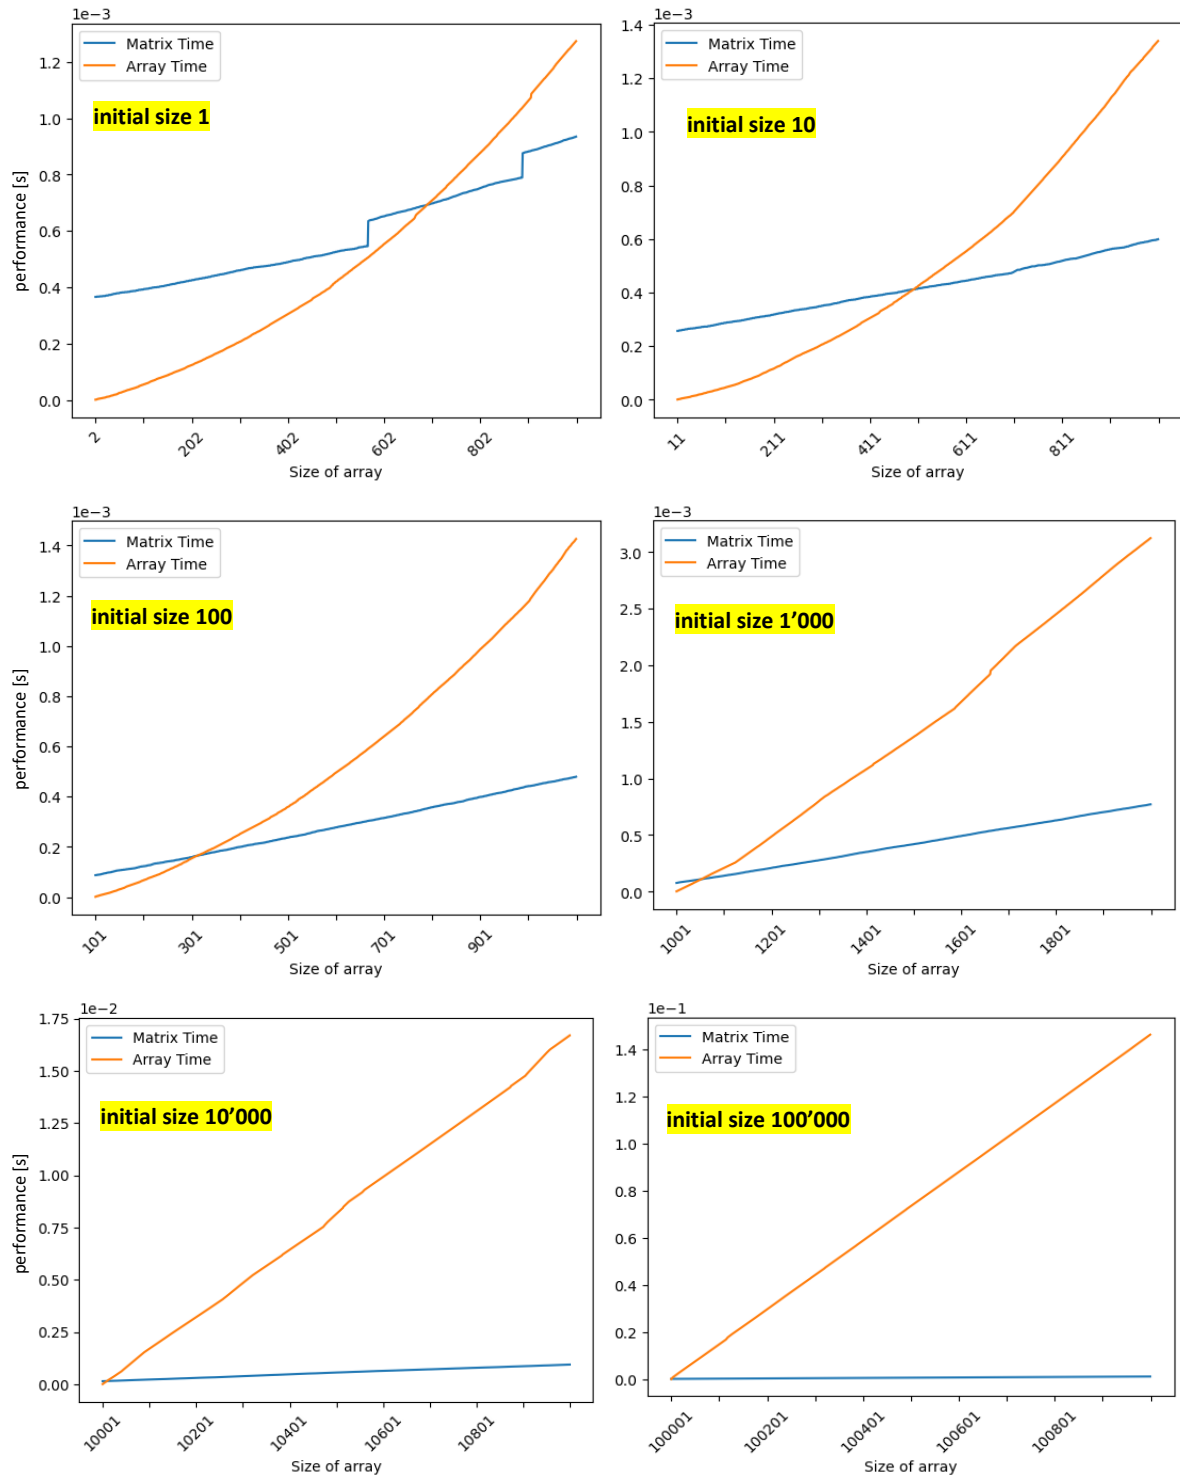 1e−3
Matrix Time
Array Time
initial size 1
performance [s]
1.2
1.0
0.8
0.6
0.4
0.2
0.0
2
202
402
602
802
Size of array
1e−3
Matrix Time
Array Time
initial size 10
1.4
1.2
1.0
0.8
0.6
0.4
0.2
0.0
11
211
411
611
811
Size of array
1e−3
Matrix Time
Array Time
initial size 100
performance [s]
1.4
1.2
1.0
0.8
0.6
0.4
0.2
0.0
101
301
501
701
901
Size of array
1e−3
Matrix Time
Array Time
initial size 1’000
3.0
2.5
2.0
1.5
1.0
0.5
0.0
1001
1201
1401
1601
1801
Size of array
1e−2
Matrix Time
Array Time
initial size 10’000
performance [s]
1.75
1.50
1.25
1.00
0.75
0.50
0.25
0.00
10001
10201
10401
10601
10801
Size of array
1e−1
Matrix Time
Array Time
initial size 100’000
1.4
1.2
1.0
0.8
0.6
0.4
0.2
0.0
100001
100201
100401
100601
100801
Size of array